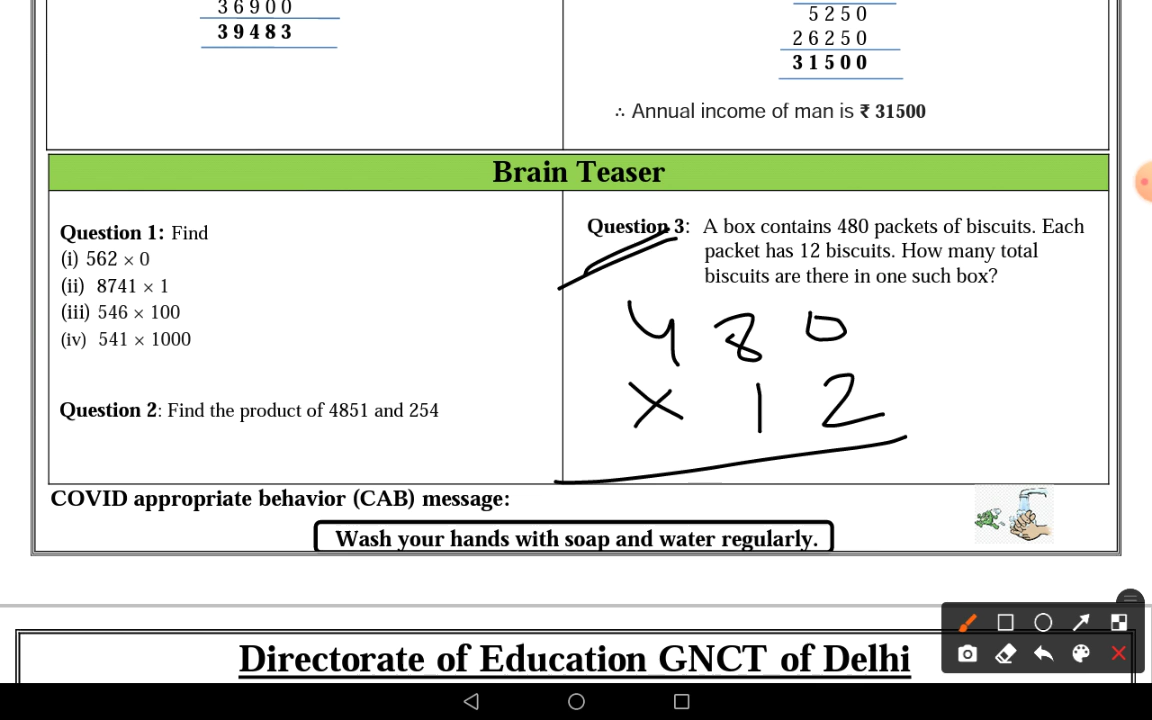 36900
39483
5250
26250
31500
∴ Annual income of man is ₹ 31500
Brain Teaser
Question 1: Find
(i) 562 × 0
(ii) 8741 × 1
(iii) 546 × 100
(iv) 541 × 1000
Question 2: Find the product of 4851 and 254
Question 3: A box contains 480 packets of biscuits. Each
packet has 12 biscuits. How many total
biscuits are there in one such box?
480
× 12
COVID appropriate behavior (CAB) message:
Wash your hands with soap and water regularly.
Directorate of Education GNCT of Delhi